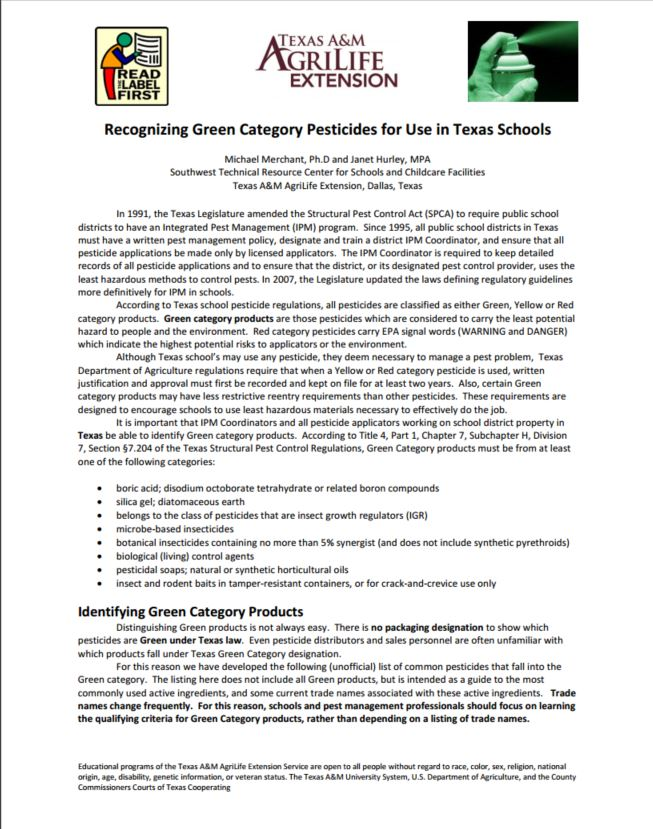 READ
THE LABEL
FIRST
TEXAS A&M
AGRILIFE
EXTENSION
Recognizing Green Category Pesticides for Use in Texas Schools
Michael Merchant, Ph.D and Janet Hurley, MPA
Southwest Technical Resource Center for Schools and Childcare Facilities
Texas A&M AgriLife Extension, Dallas, Texas
In 1991, the Texas Legislature amended the Structural Pest Control Act (SPCA) to require public school
districts to have an Integrated Pest Management (IPM) program. Since 1995, all public school districts in Texas
must have a written pest management policy, designate and train a district IPM Coordinator, and ensure that all
pesticide applications be made only by licensed applicators. The IPM Coordinator is required to keep detailed
records of all pesticide applications and to ensure that the district, or its designated pest control provider, uses the
least hazardous methods to control pests. In 2007, the Legislature updated the laws defining regulatory guidelines
more definitively for IPM in schools.
According to Texas school pesticide regulations, all pesticides are classified as either Green, Yellow or Red
category products. Green category products are those pesticides which are considered to carry the least potential
hazard to people and the environment. Red category pesticides carry EPA signal words (WARNING and DANGER)
which indicate the highest potential risks to applicators or the environment.
Although Texas school's may use any pesticide, they deem necessary to manage a pest problem, Texas
Department of Agriculture regulations require that when a Yellow or Red category pesticide is used, written
justification and approval must first be recorded and kept on file for at least two years. Also, certain Green
category products may have less restrictive reentry requirements than other pesticides. These requirements are
designed to encourage schools to use least hazardous materials necessary to effectively do the job.
It is important that IPM Coordinators and all pesticide applicators working on school district property in
Texas be able to identify Green category products. According to Title 4, Part 1, Chapter 7, Subchapter H, Division
7, Section §7.204 of the Texas Structural Pest Control Regulations, Green Category products must be from at least
one of the following categories:
• boric acid; disodium octoborate tetrahydrate or related boron compounds
• silica gel; diatomaceous earth
• belongs to the class of pesticides that are insect growth regulators (IGR)
• microbe-based insecticides
• botanical insecticides containing no more than 5% synergist (and does not include synthetic pyrethroids)
• biological (living) control agents
• pesticidal soaps; natural or synthetic horticultural oils
• insect and rodent baits in tamper-resistant containers, or for crack-and-crevice use only
Identifying Green Category Products
Distinguishing Green products is not always easy. There is no packaging designation to show which
pesticides are Green under Texas law. Even pesticide distributors and sales personnel are often unfamiliar with
which products fall under Texas Green Category designation.
For this reason we have developed the following (unofficial) list of common pesticides that fall into the
Green category. The listing here does not include all Green products, but is intended as a guide to the most
commonly used active ingredients, and some current trade names associated with these active ingredients. Trade
names change frequently. For this reason, schools and pest management professionals should focus on learning
the qualifying criteria for Green Category products, rather than depending on a listing of trade names.
Educational programs of the Texas A&M AgriLife Extension Service are open to all people without regard to race, color, sex, religion, national
origin, age, disability, genetic information, or veteran status. The Texas A&M University System, U.S. Department of Agriculture, and the County
Commissioners Courts of Texas Cooperating